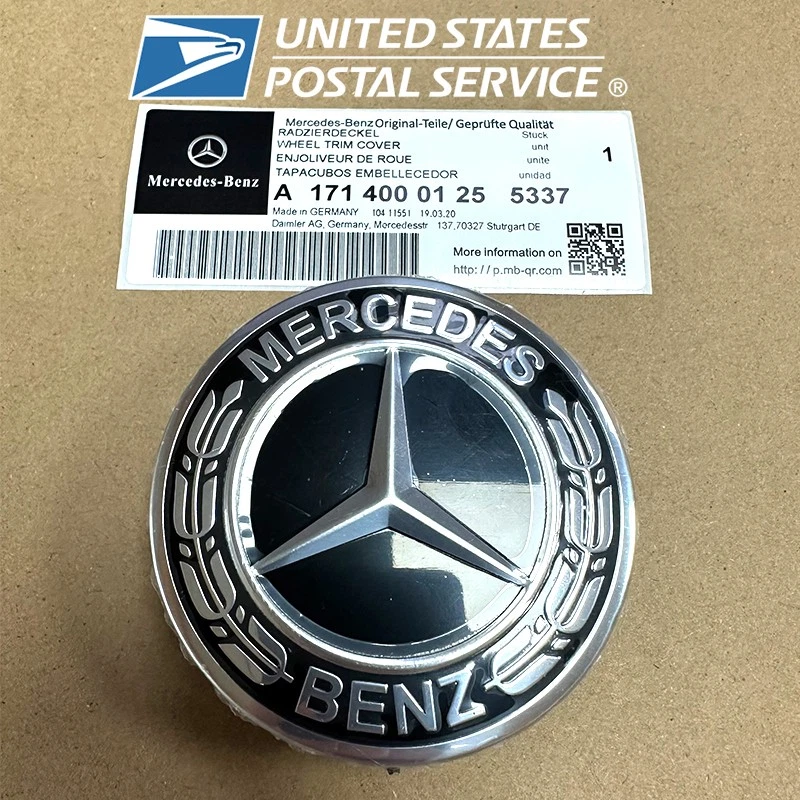 UNITED STATES
POSTAL SERVICE®
Mercedes-Benz Original-Teile/ Geprüfte Qualität
RADZIERDECKEL Stuck
WHEEL TRIM COVER unit
ENJOLIVEUR DE ROUE unite
TAPACUBOS EMBELLECEDOR unidad
1
Mercedes-Benz
A 171 400 01 25 5337
Made in GERMANY 104 11551 19.03.20
Daimler AG, Germany, Morcedesstr 137,70327 Stutrgart DE
More information on
http: // p.mb-qr.com
MERCEDES
BENZ